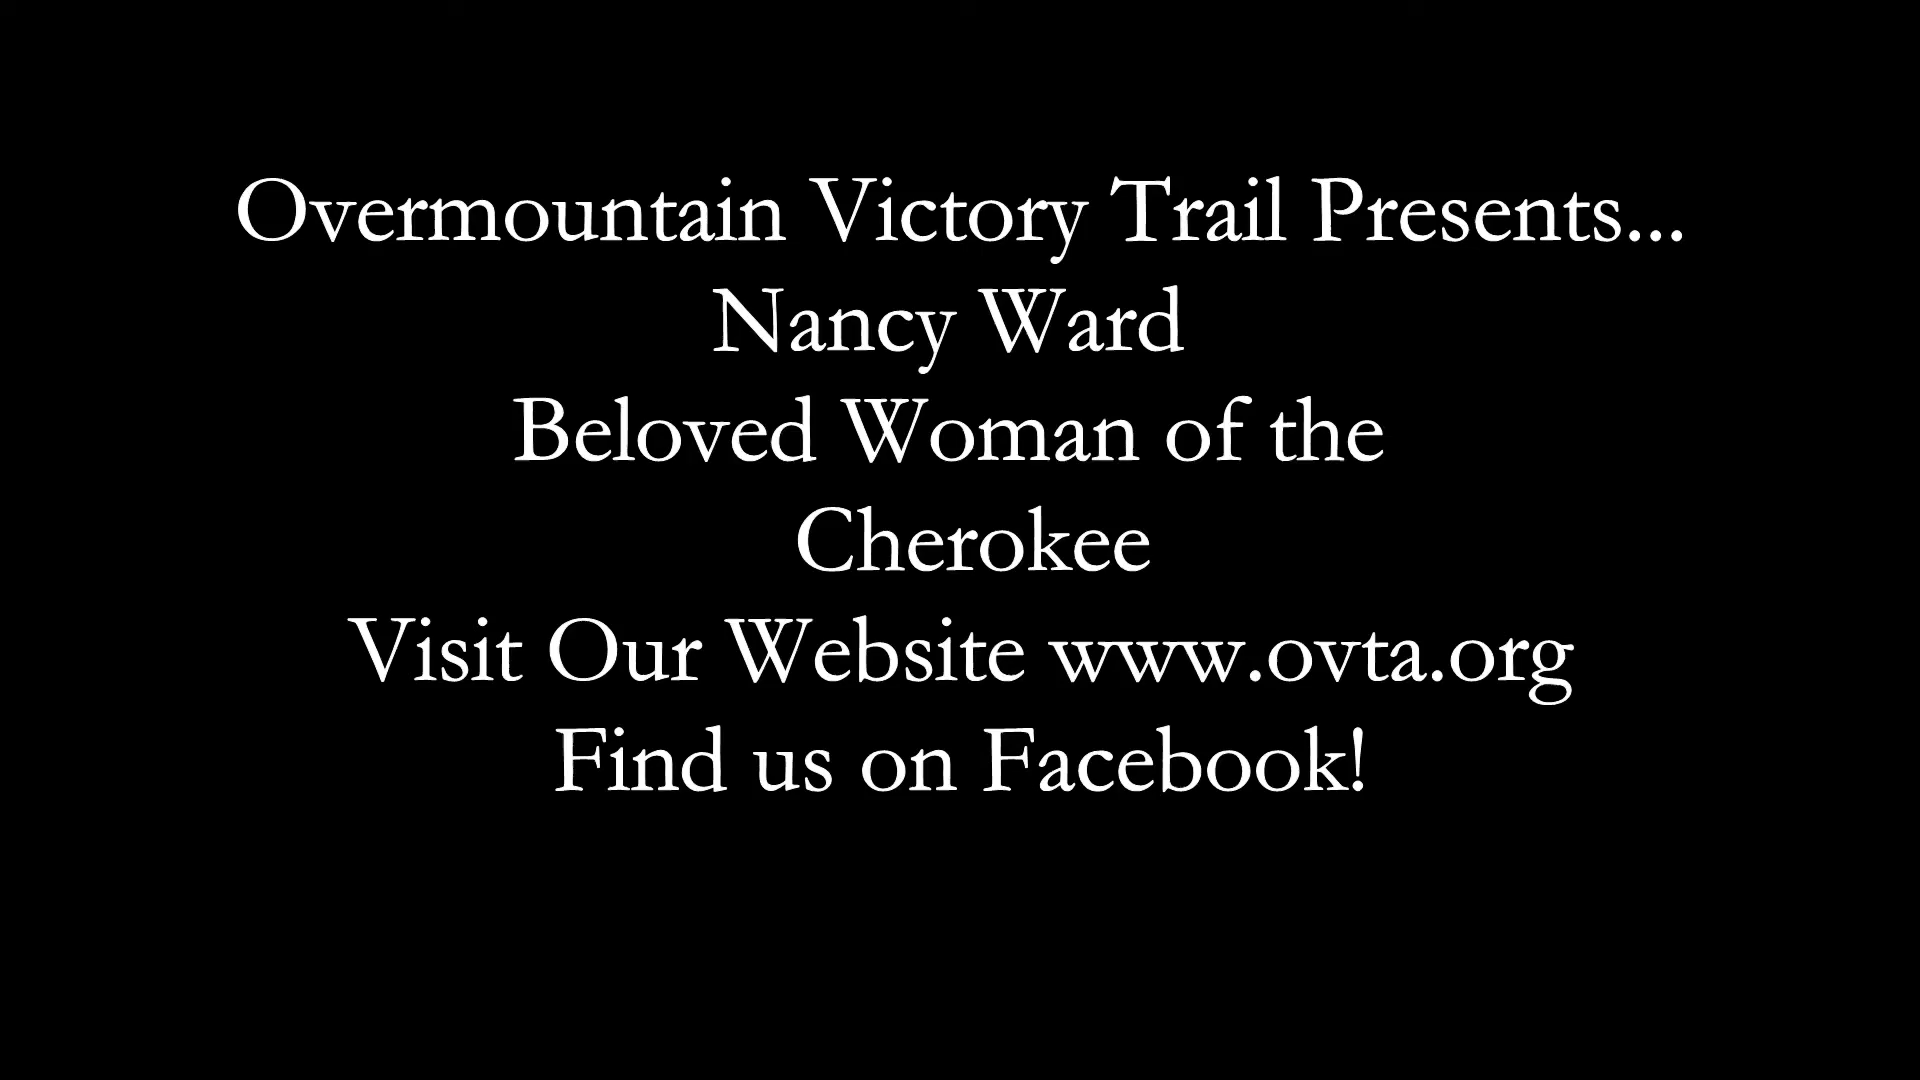 Overmountain Victory Trail Presents...
Nancy Ward
Beloved Woman of the
Cherokee
Visit Our Website www.ovta.org
Find us on Facebook!